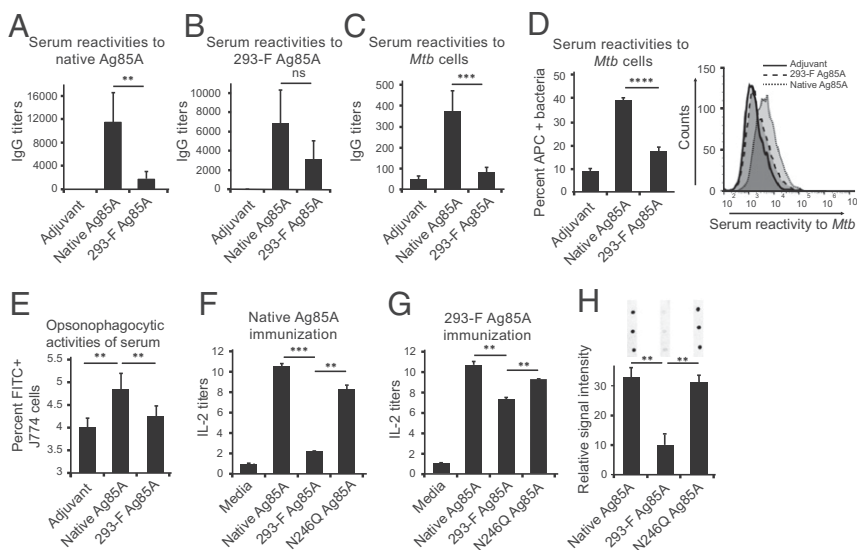 A
Serum reactivities to
native Ag85A
**
IgG titers
16000
12000
8000
4000
0
Adjuvant
Native Ag85A
293-F Ag85A
B
Serum reactivities to
293-F Ag85A
ns
IgG titers
12000
10000
8000
6000
4000
2000
0
Adjuvant
Native Ag85A
293-F Ag85A
C
Serum reactivities to
Mtb cells
***
IgG titers
500
400
300
200
100
0
Adjuvant
Native Ag85A
293-F Ag85A
D
Serum reactivities to
Mtb cells
****
Percent APC + bacteria
50
40
30
20
10
0
Adjuvant
Native Ag85A
293-F Ag85A
Adjuvant
293-F Ag85A
Native Ag85A
Counts
150
100
50
0
10² 10³ 10⁴ 10⁵ 10⁶ 10
Serum reactivity to Mtb
E
Opsonophagocytic
activities of serum
** **
Percent FITC+
J774 cells
5.5
5
4.5
4
3.5
3
Adjuvant
Native Ag85A
293-F Ag85A
F
Native Ag85A
immunization
***
**
IL-2 titers
12
10
8
6
4
2
0
Media
Native Ag85A
293-F Ag85A
N246Q Ag85A
G
293-F Ag85A
immunization
**
**
IL-2 titers
12
10
8
6
4
2
0
Media
Native Ag85A
293-F Ag85A
N246Q Ag85A
H
** **
Relative signal intensity
30
20
10
0
Native Ag85A
293-F Ag85A
N246Q Ag85A